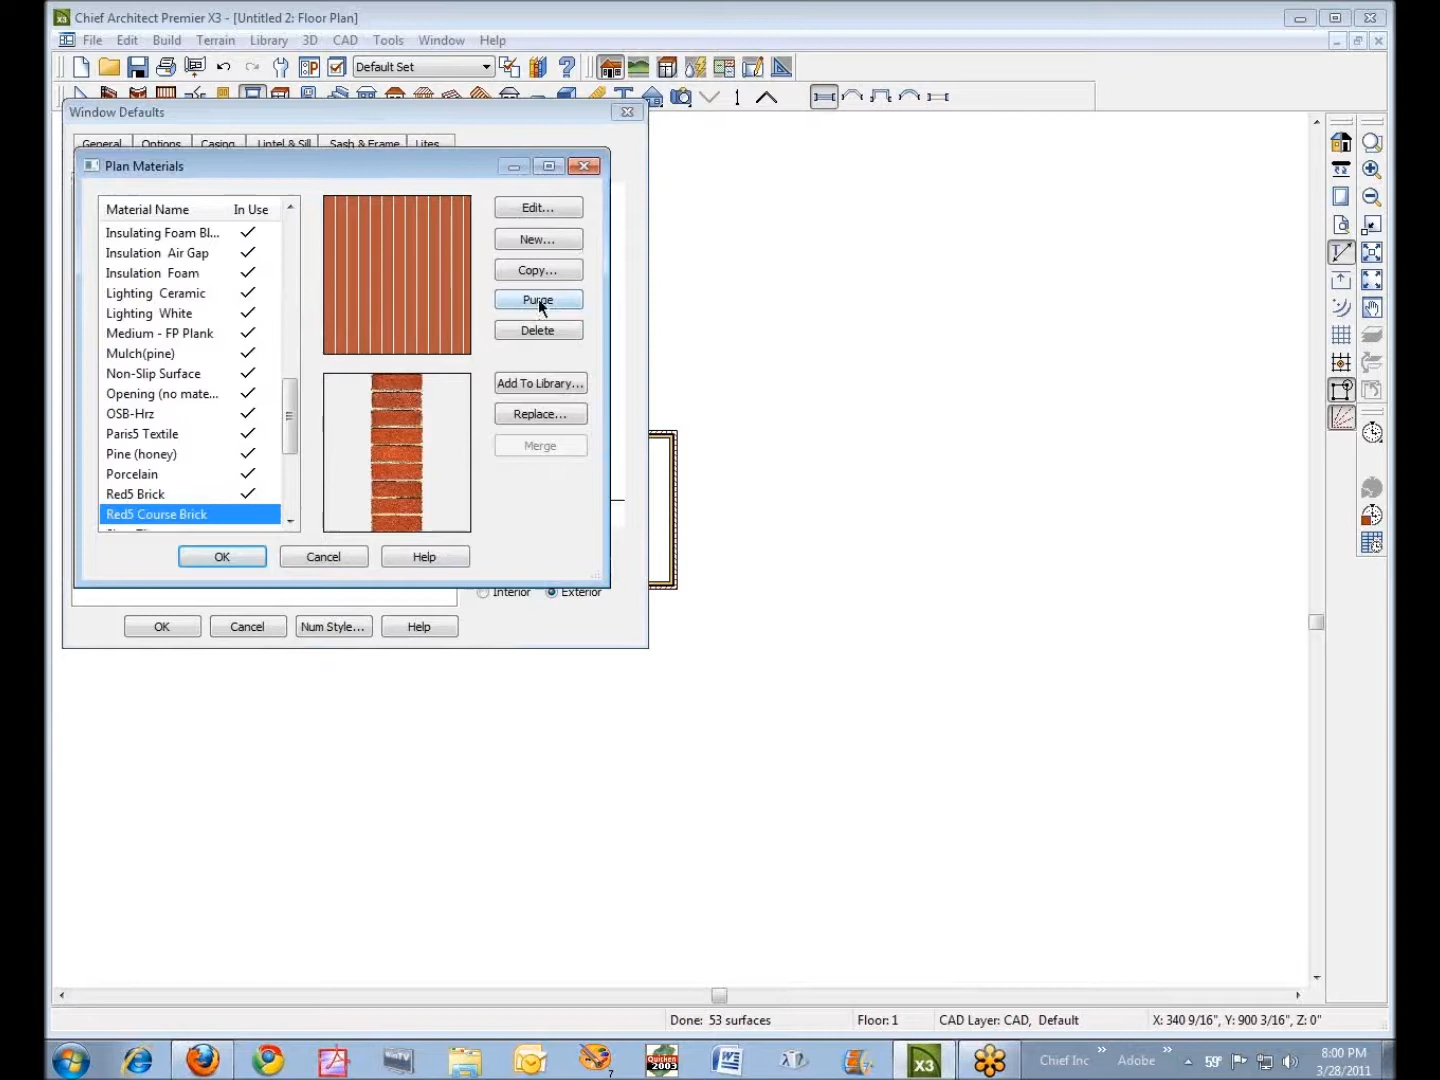 Chief Architect Premier X3 - [Untitled 2: Floor Plan]
File Edit Build Terrain Library 3D CAD Tools Window Help
Default Set
Window Defaults
General Options Casing Lintel & Sill Sash & Frame Lites
Plan Materials
Material Name In Use
Insulating Foam Bl...
Insulation Air Gap
Insulation Foam
Lighting Ceramic
Lighting White
Medium - FP Plank
Mulch(pine)
Non-Slip Surface
Opening (no mate...
OSB-Hrz
Paris5 Textile
Pine (honey)
Porcelain
Red5 Brick
Red5 Course Brick
Edit...
New...
Copy...
Purge
Delete
Add To Library...
Replace...
Merge
OK Cancel Help
Interior Exterior
OK Cancel Num Style... Help
Done: 53 surfaces Floor: 1 CAD Layer: CAD, Default X: 340 9/16", Y: 900 3/16", Z: 0"
Quicken 2003
X3
Chief Inc » Adobe » 59° 8:00 PM
3/28/2011